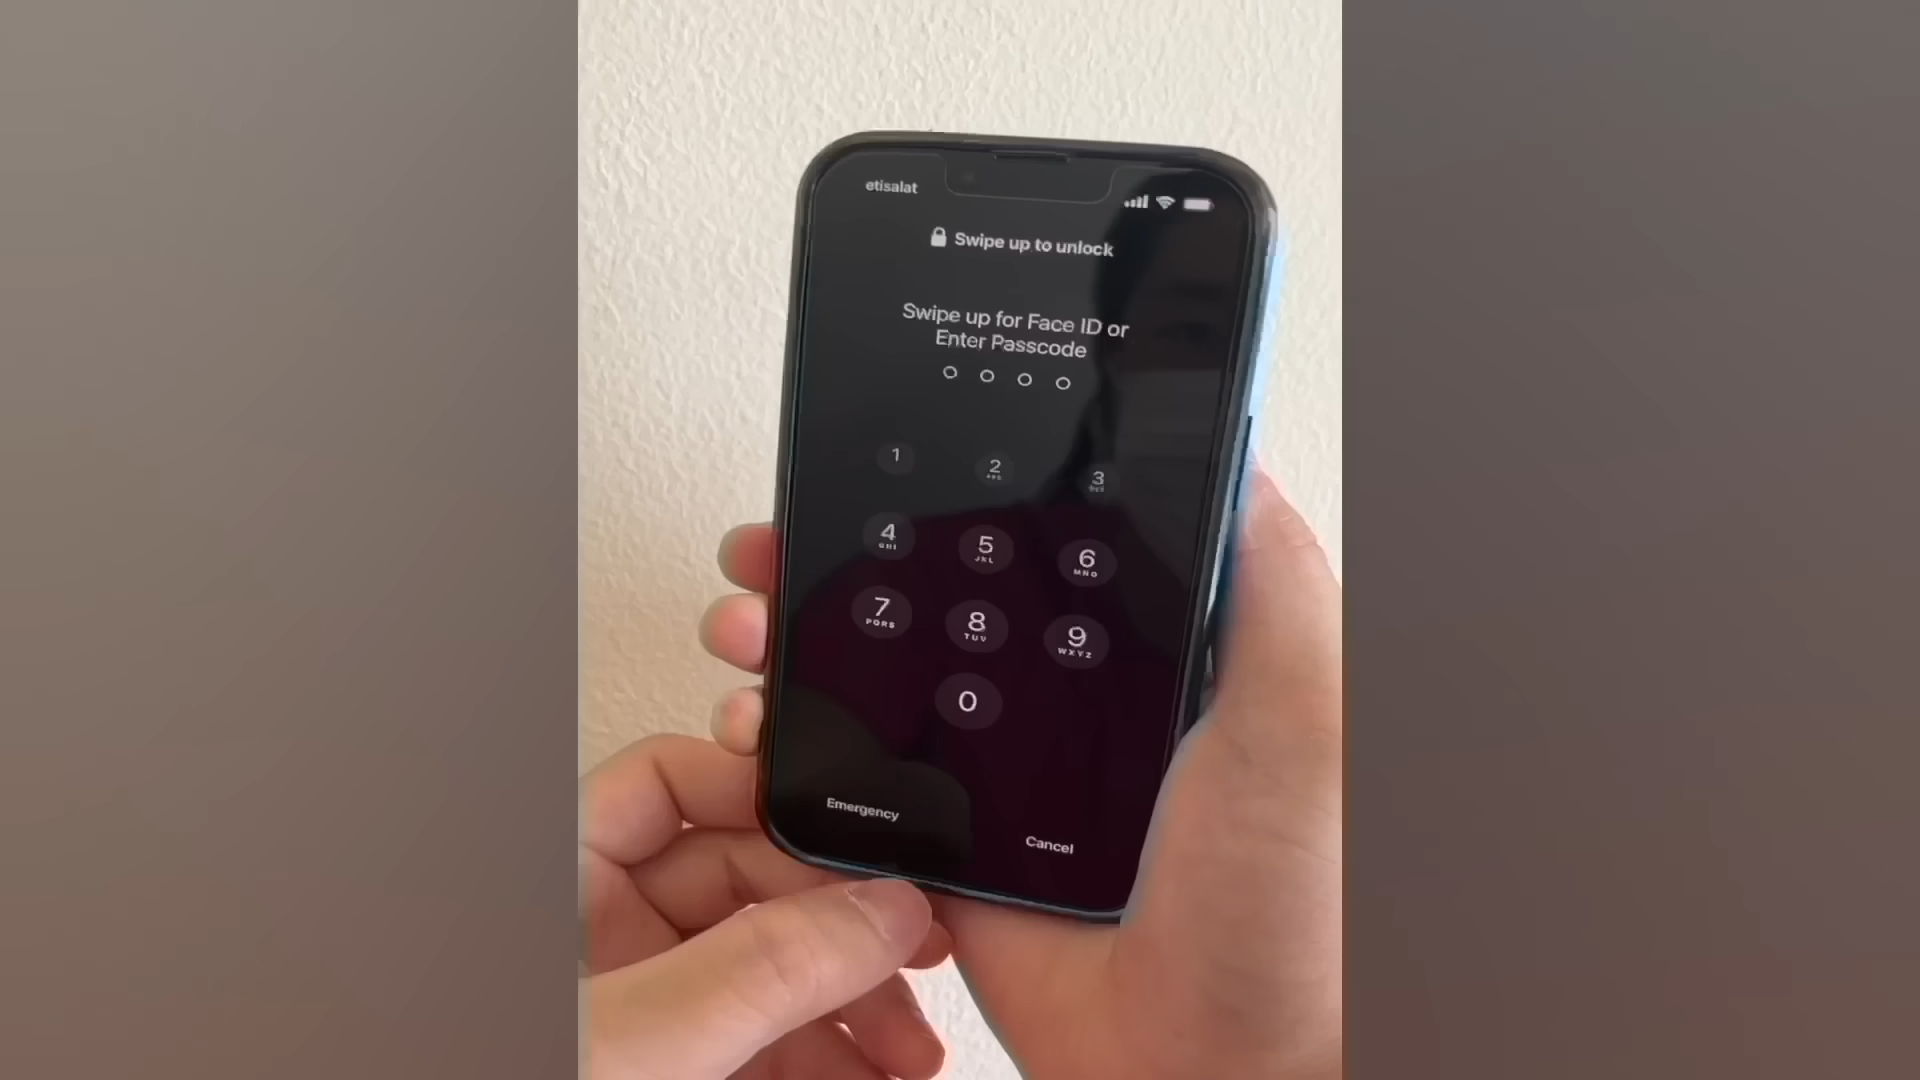 etisalat
Swipe up to unlock
Swipe up for Face ID or
Enter Passcode
1
2
3
4
GHI
5
JKL
6
MNO
7
PQRS
8
TUV
9
WXYZ
0
Emergency
Cancel